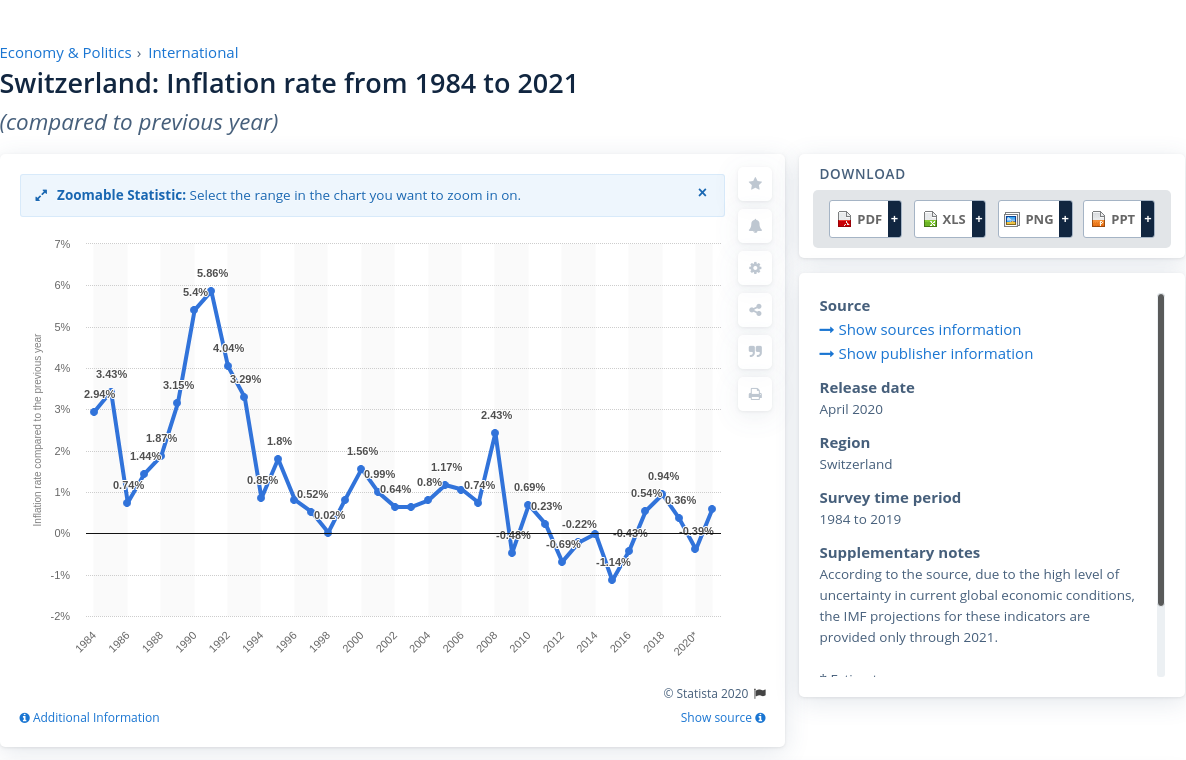 Economy & Politics › International
Switzerland: Inflation rate from 1984 to 2021
(compared to previous year)
Zoomable Statistic: Select the range in the chart you want to zoom in on. ×
Inflation rate compared to the previous year
7%
6%
5%
4%
3%
2%
1%
0%
-1%
-2%
2.94%
3.43%
0.74%
1.44%
1.87%
3.15%
5.4%
5.86%
4.04%
3.29%
0.85%
1.8%
0.52%
0.02%
1.56%
0.99%
0.64%
0.8%
1.17%
0.74%
2.43%
-0.48%
0.69%
0.23%
-0.69%
-0.22%
-1.14%
-0.43%
0.54%
0.94%
0.36%
-0.39%
1984
1986
1988
1990
1992
1994
1996
1998
2000
2002
2004
2006
2008
2010
2012
2014
2016
2018
2020*
© Statista 2020
Additional Information
Show source
DOWNLOAD
PDF +
XLS +
PNG +
PPT +
Source
Show sources information
Show publisher information
Release date
April 2020
Region
Switzerland
Survey time period
1984 to 2019
Supplementary notes
According to the source, due to the high level of
uncertainty in current global economic conditions,
the IMF projections for these indicators are
provided only through 2021.